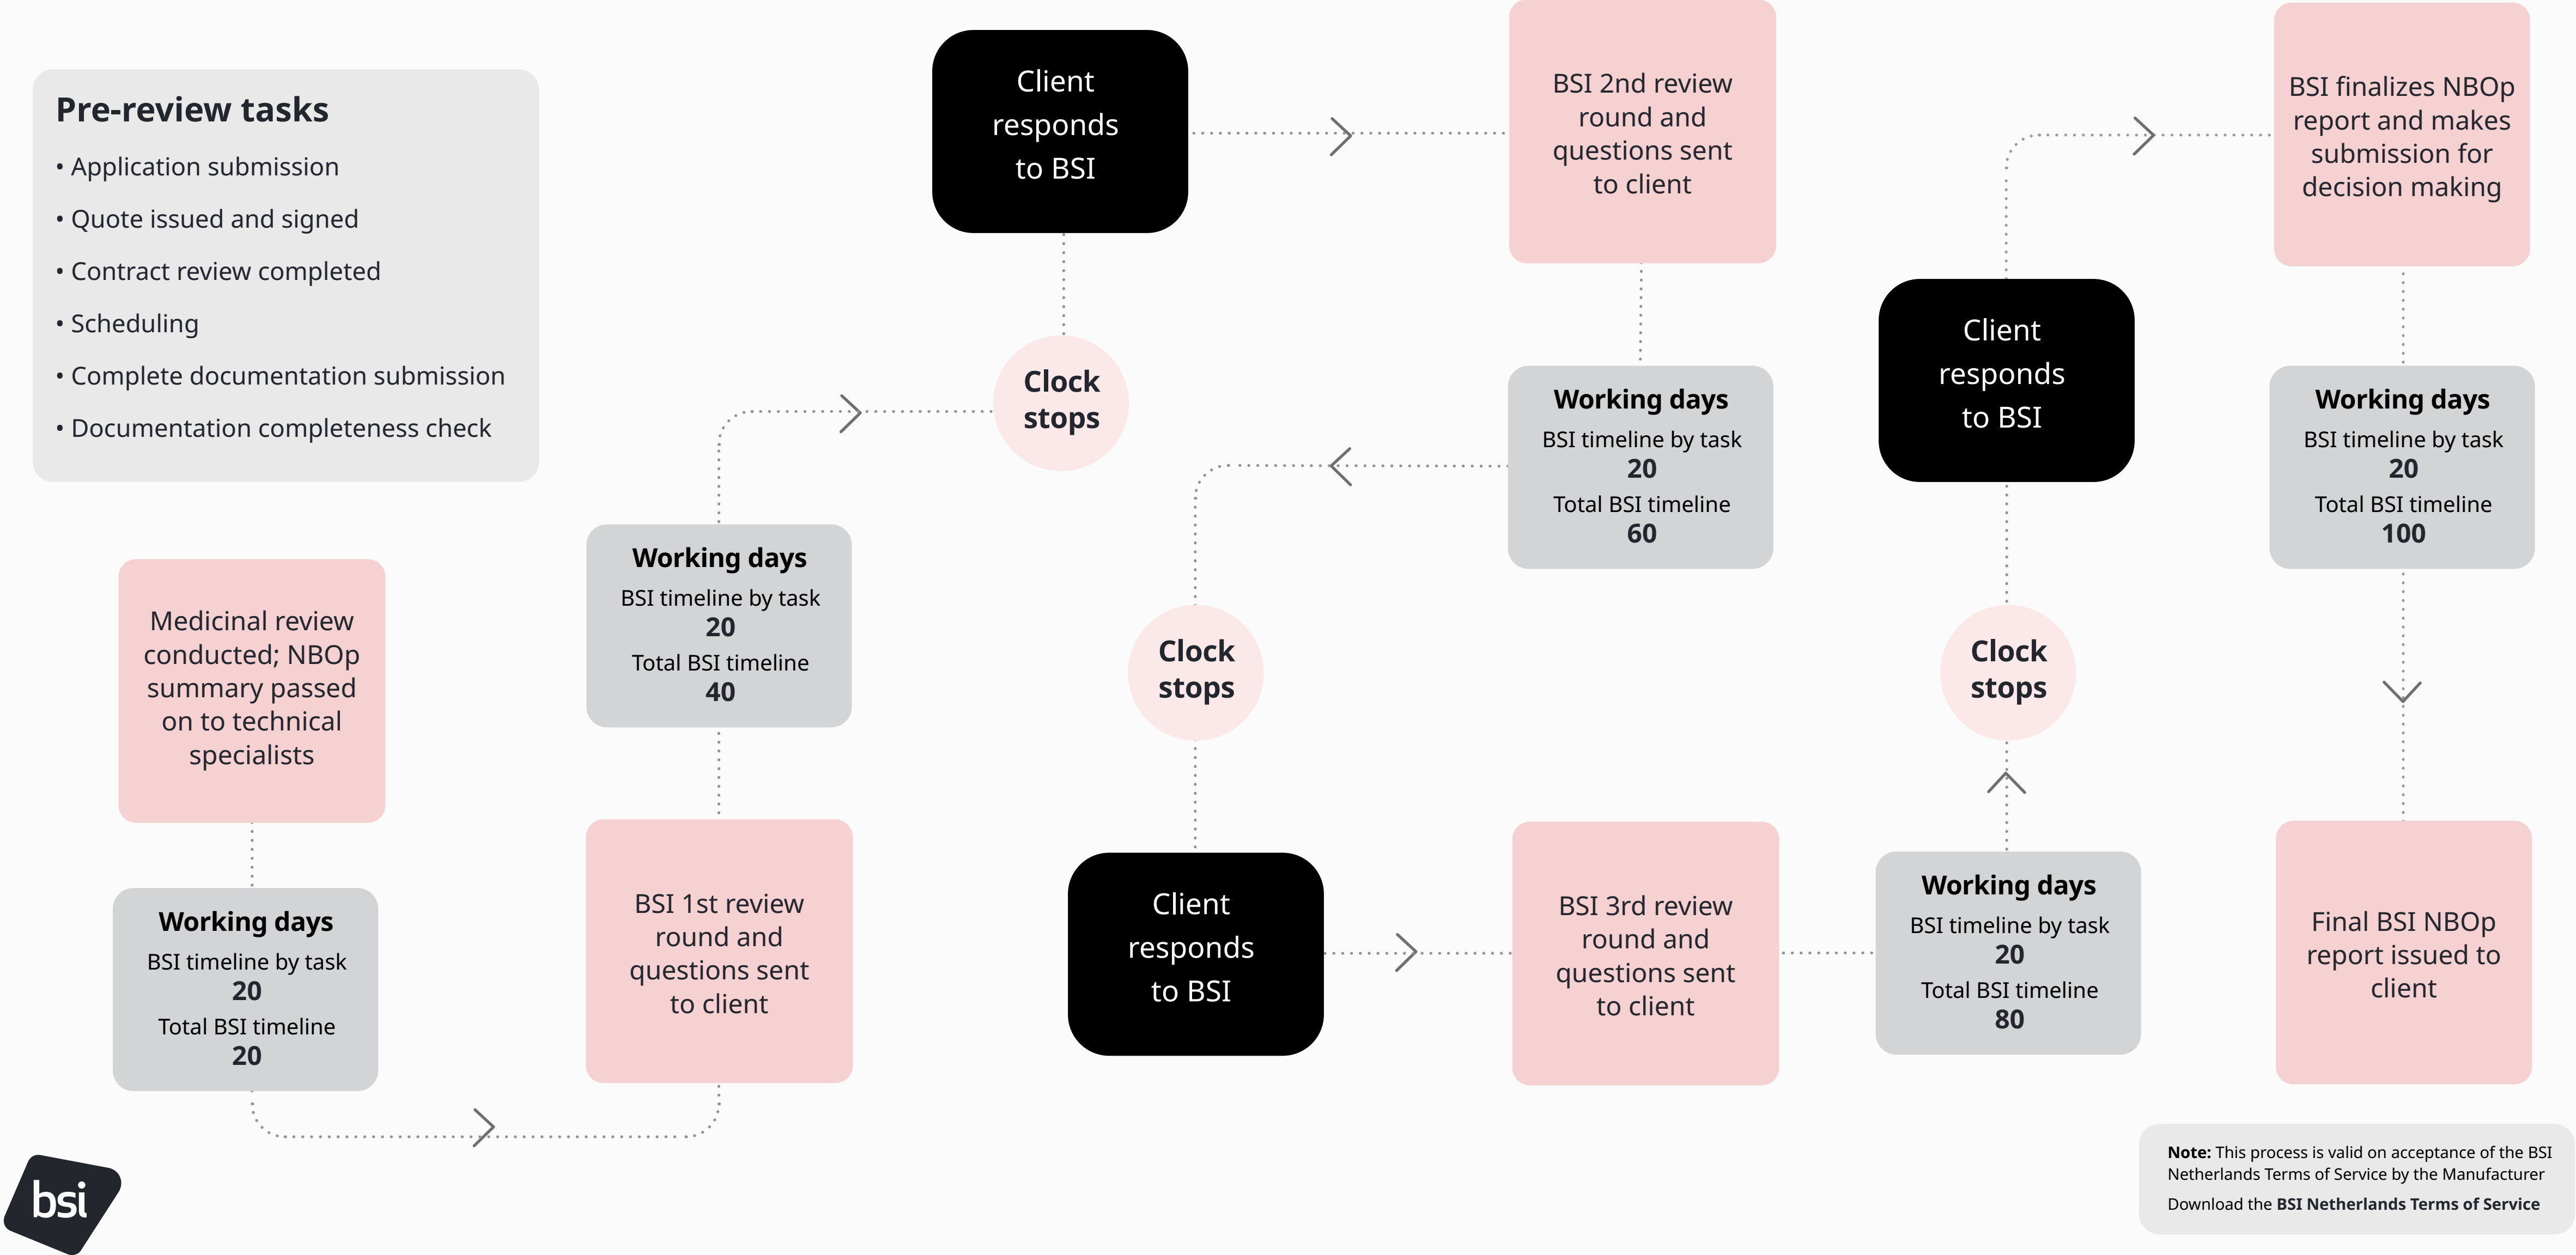 Pre-review tasks
• Application submission
• Quote issued and signed
• Contract review completed
• Scheduling
• Complete documentation submission
• Documentation completeness check
Medicinal review
conducted; NBOp
summary passed
on to technical
specialists
Working days
BSI timeline by task
20
Total BSI timeline
20
BSI 1st review
round and
questions sent
to client
Working days
BSI timeline by task
20
Total BSI timeline
40
Clock
stops
Client
responds
to BSI
BSI 2nd review
round and
questions sent
to client
Working days
BSI timeline by task
20
Total BSI timeline
60
Clock
stops
Client
responds
to BSI
BSI 3rd review
round and
questions sent
to client
Working days
BSI timeline by task
20
Total BSI timeline
80
Clock
stops
Client
responds
to BSI
BSI finalizes NBOp
report and makes
submission for
decision making
Working days
BSI timeline by task
20
Total BSI timeline
100
Final BSI NBOp
report issued to
client
bsi
Note: This process is valid on acceptance of the BSI
Netherlands Terms of Service by the Manufacturer
Download the BSI Netherlands Terms of Service